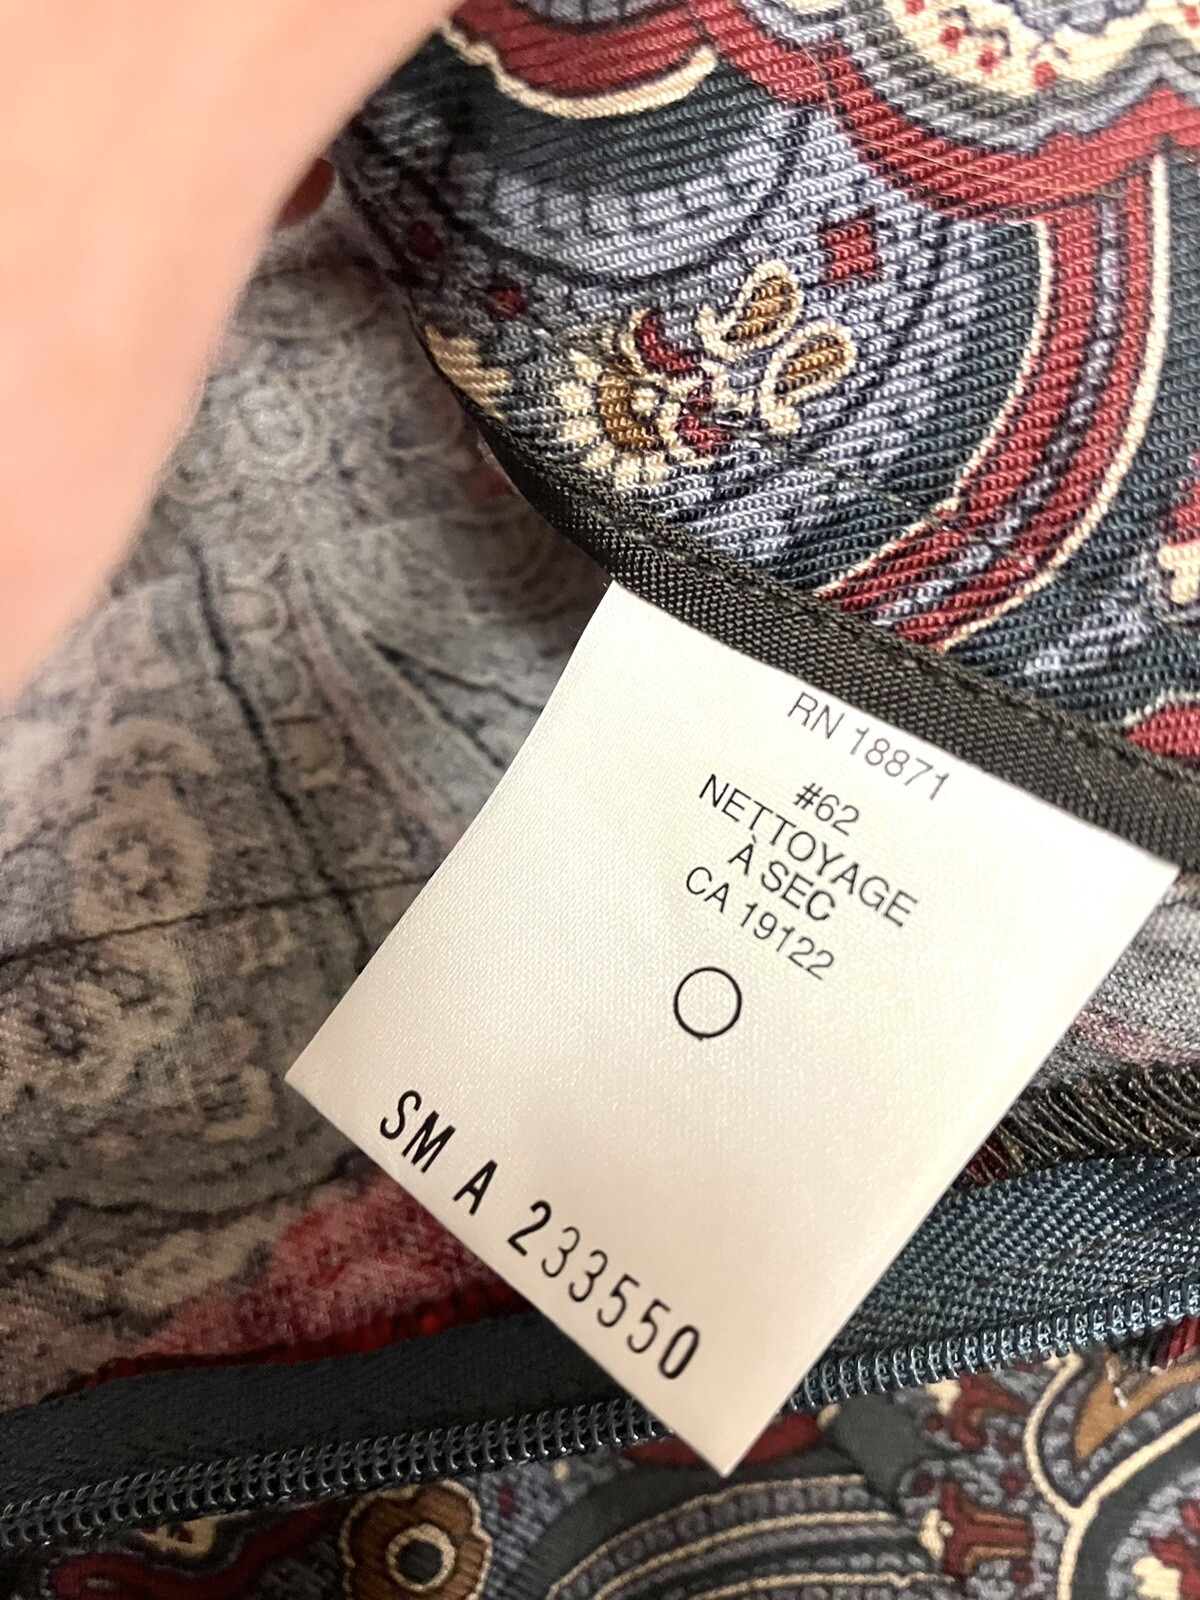 RN 18871
#62
NETTOYAGE
À SEC
CA 19122
SM A 233550